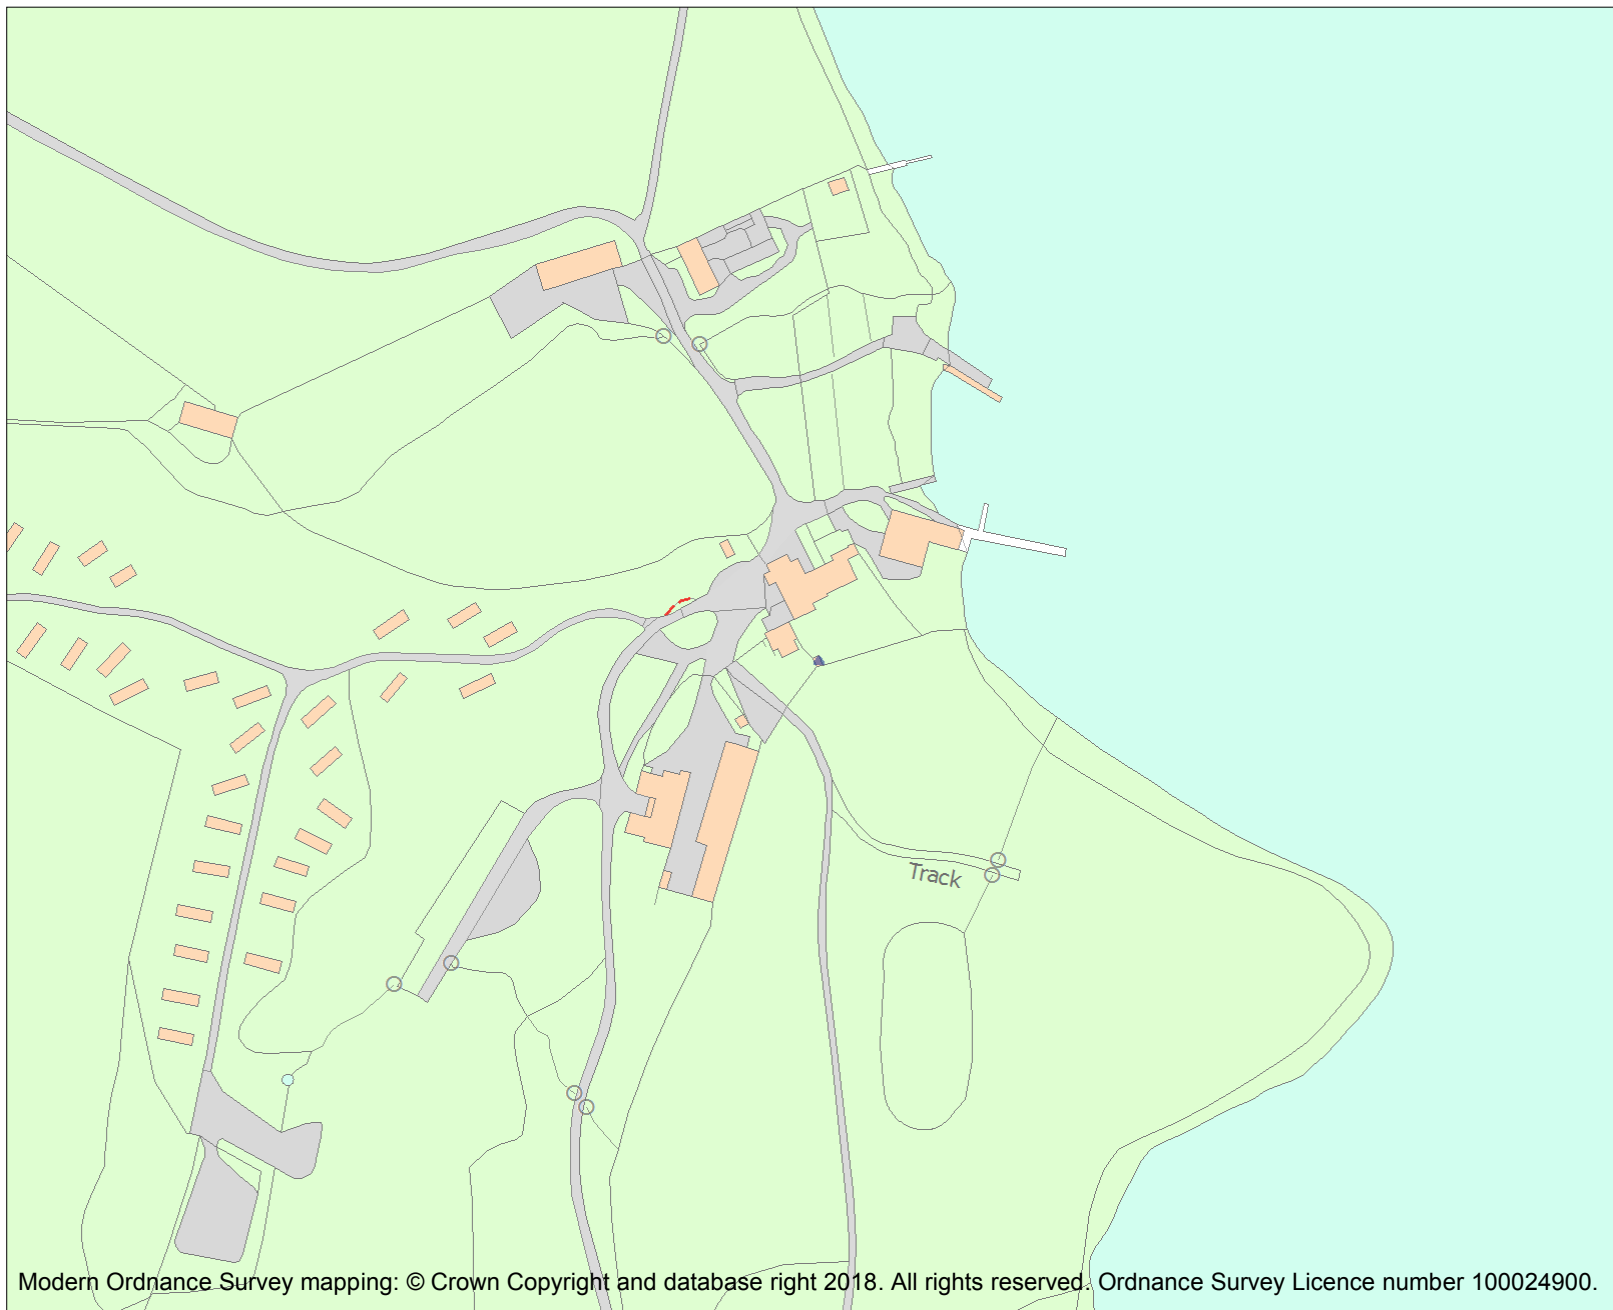 Track
Modern Ordnance Survey mapping: © Crown Copyright and database right 2018. All rights reserved. Ordnance Survey Licence number 100024900.